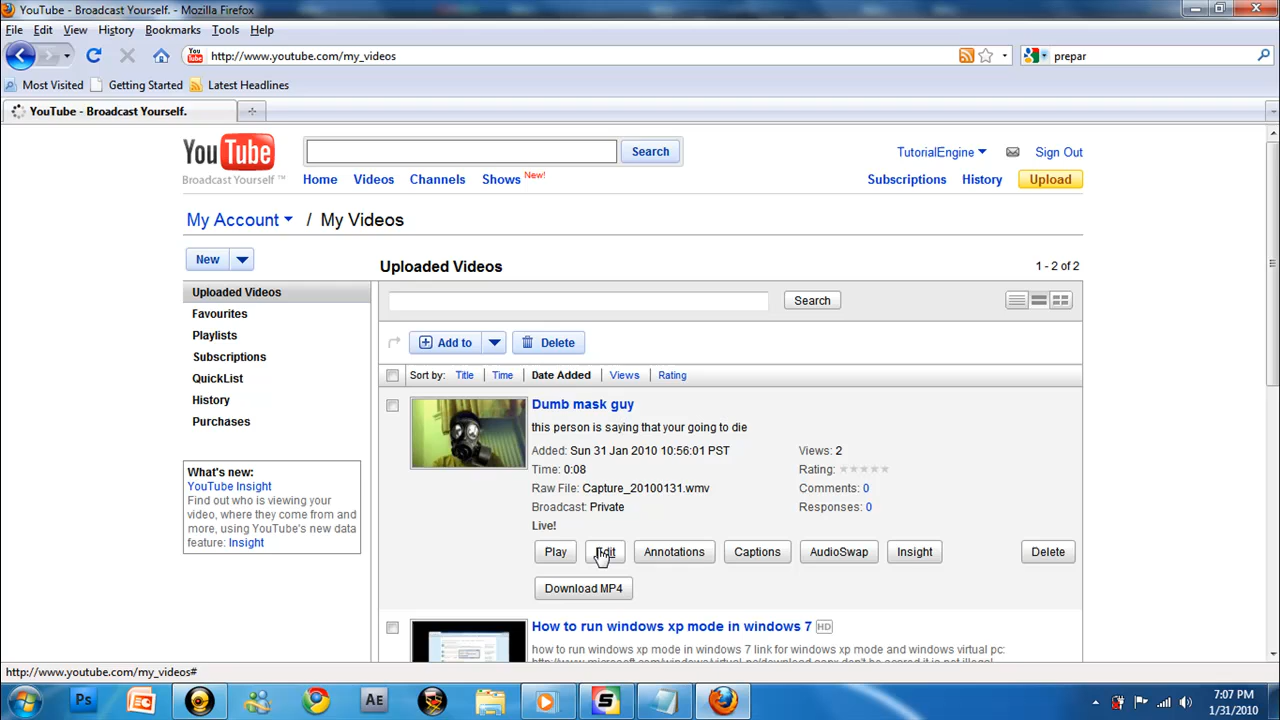 YouTube - Broadcast Yourself. - Mozilla Firefox
File Edit View History Bookmarks Tools Help
http://www.youtube.com/my_videos
prepar
Most Visited Getting Started Latest Headlines
YouTube - Broadcast Yourself.
YouTube
Broadcast Yourself™
Search
TutorialEngine Sign Out
Home Videos Channels Shows New!
Subscriptions History Upload
My Account / My Videos
New
Uploaded Videos
Favourites
Playlists
Subscriptions
QuickList
History
Purchases
What's new:
YouTube Insight
Find out who is viewing your
video, where they come from and
more, using YouTube's new data
feature: Insight
Uploaded Videos
1 - 2 of 2
Search
Add to Delete
Sort by: Title Time Date Added Views Rating
Dumb mask guy
this person is saying that your going to die
Added: Sun 31 Jan 2010 10:56:01 PST
Views: 2
Time: 0:08
Rating:
Raw File: Capture_20100131.wmv
Comments: 0
Broadcast: Private
Responses: 0
Live!
Play Edit Annotations Captions AudioSwap Insight Delete
Download MP4
How to run windows xp mode in windows 7 HD
how to run windows xp mode in windows 7 link for windows xp mode and windows virtual pc:
http://www.youtube.com/my_videos#
Ps
AE
S
7:07 PM
1/31/2010